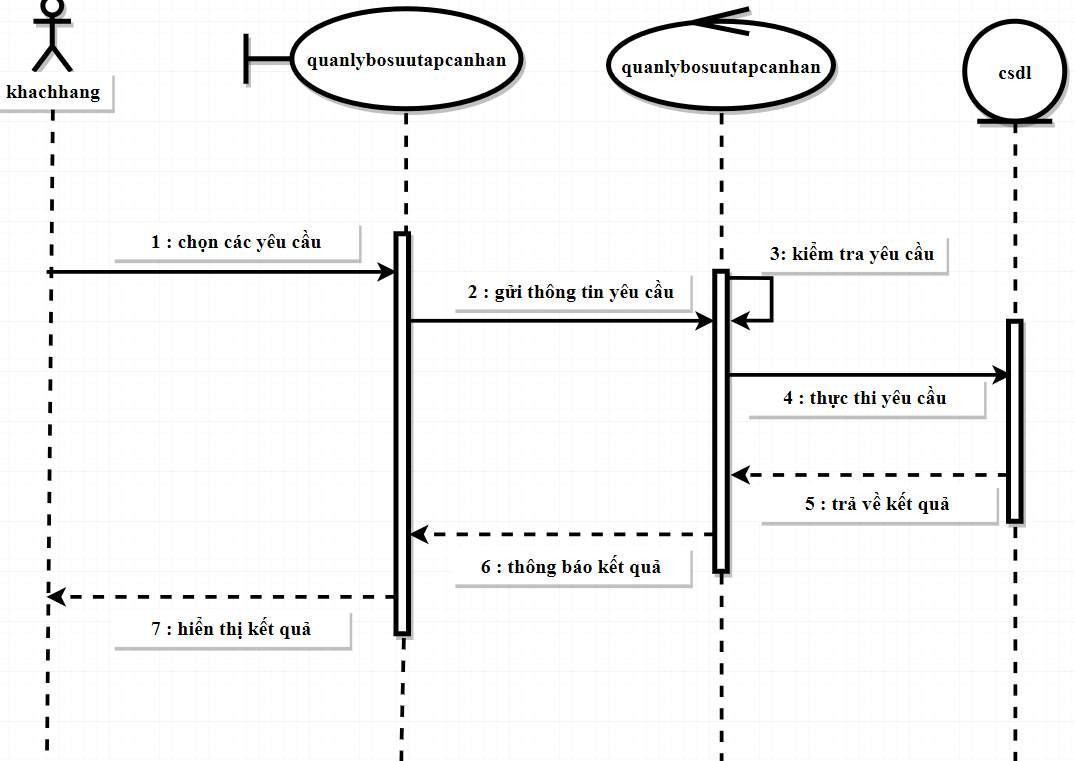 quanlybosuutapcanhan
quanlybosuutapcanhan
csdl
khachhang
1 : chọn các yêu cầu
3: kiểm tra yêu cầu
2 : gửi thông tin yêu cầu
4 : thực thi yêu cầu
5 : trả về kết quả
6 : thông báo kết quả
7 : hiển thị kết quả